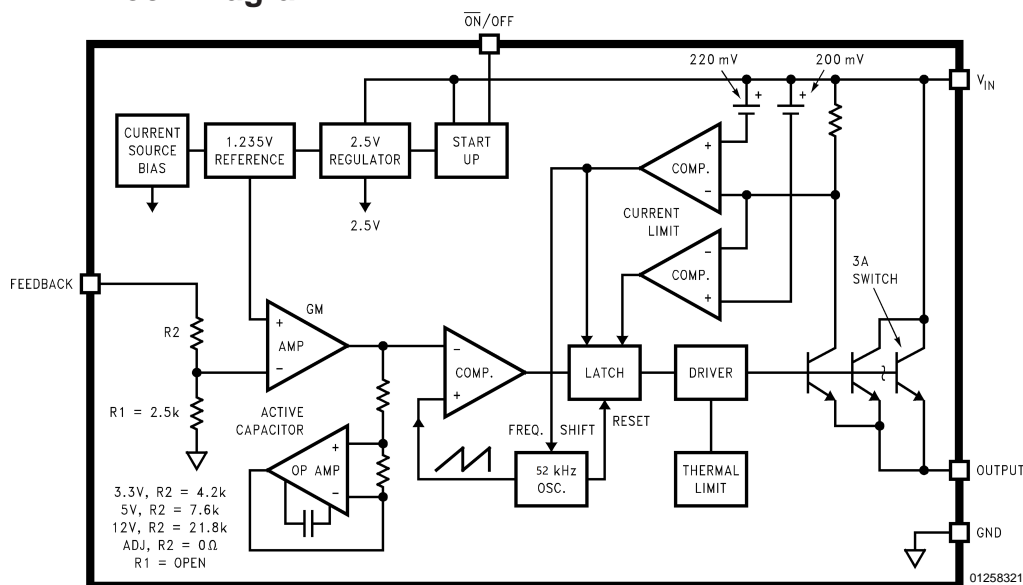 ON/OFF
220 mV
200 mV
+
+
VIN
CURRENT
SOURCE
BIAS
1.235V
REFERENCE
2.5V
REGULATOR
START
UP
2.5V
+
COMP.
−
CURRENT
LIMIT
−
COMP.
+
3A
SWITCH
FEEDBACK
R2
R1 = 2.5k
GM
+
AMP
−
−
COMP.
+
LATCH
DRIVER
RESET
FREQ. SHIFT
ACTIVE
CAPACITOR
+
OP AMP
−
52 kHz
OSC.
THERMAL
LIMIT
OUTPUT
GND
3.3V, R2 = 4.2k
5V, R2 = 7.6k
12V, R2 = 21.8k
ADJ, R2 = 0Ω
R1 = OPEN
01258321